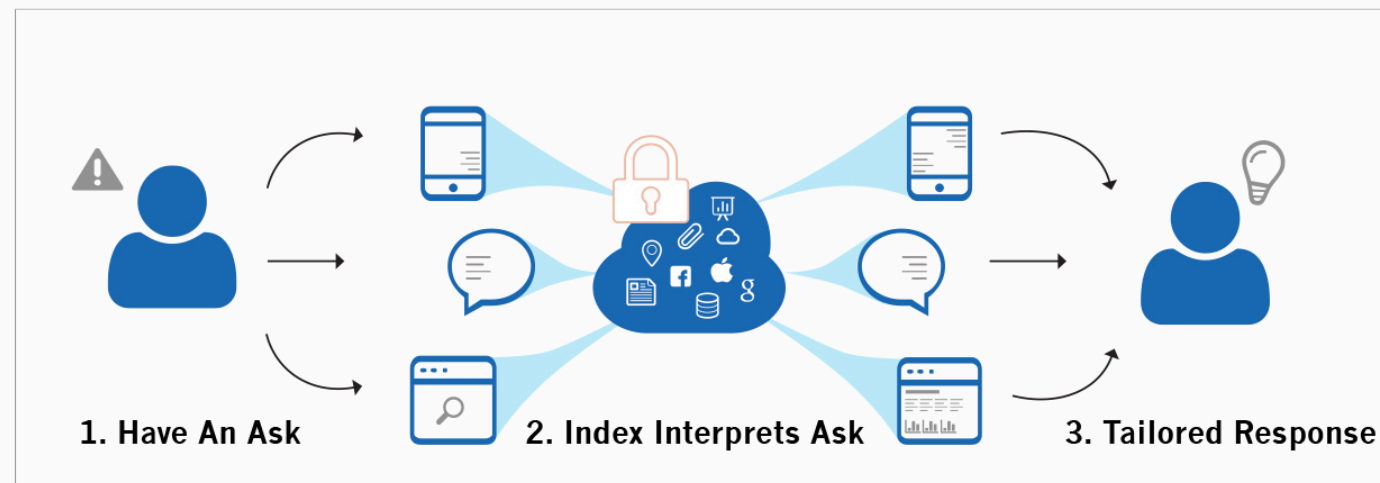 1. Have An Ask
2. Index Interprets Ask
3. Tailored Response